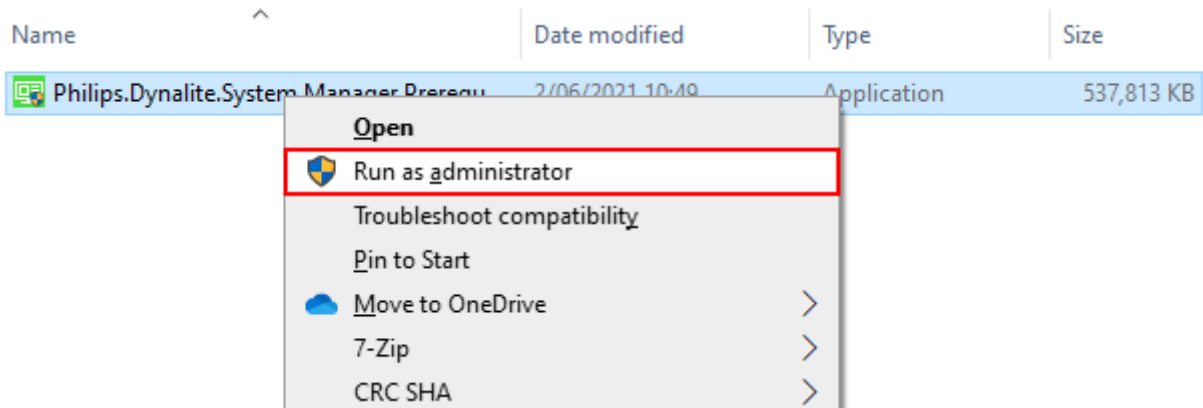 Name Date modified Type Size
Philips.Dynalite.System Manager Prerequ... 2/06/2021 10:49 Application 537,813 KB
Open
Run as administrator
Troubleshoot compatibility
Pin to Start
Move to OneDrive
7-Zip
CRC SHA